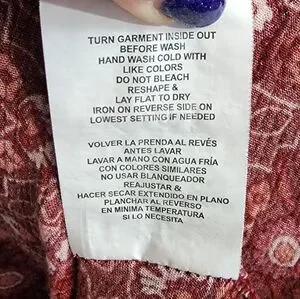 TURN GARMENT INSIDE OUT
BEFORE WASH
HAND WASH COLD WITH
LIKE COLORS
DO NOT BLEACH
RESHAPE &
LAY FLAT TO DRY
IRON ON REVERSE SIDE ON
LOWEST SETTING IF NEEDED
VOLVER LA PRENDA AL REVÉS
ANTES LAVAR
LAVAR A MANO CON AGUA FRÍA
CON COLORES SIMILARES
NO USAR BLANQUEADOR
REAJUSTAR &
HACER SECAR EXTENDIDO EN PLANO
PLANCHAR AL REVERSO
EN MINIMA TEMPERATURA
SI LO NECESITA